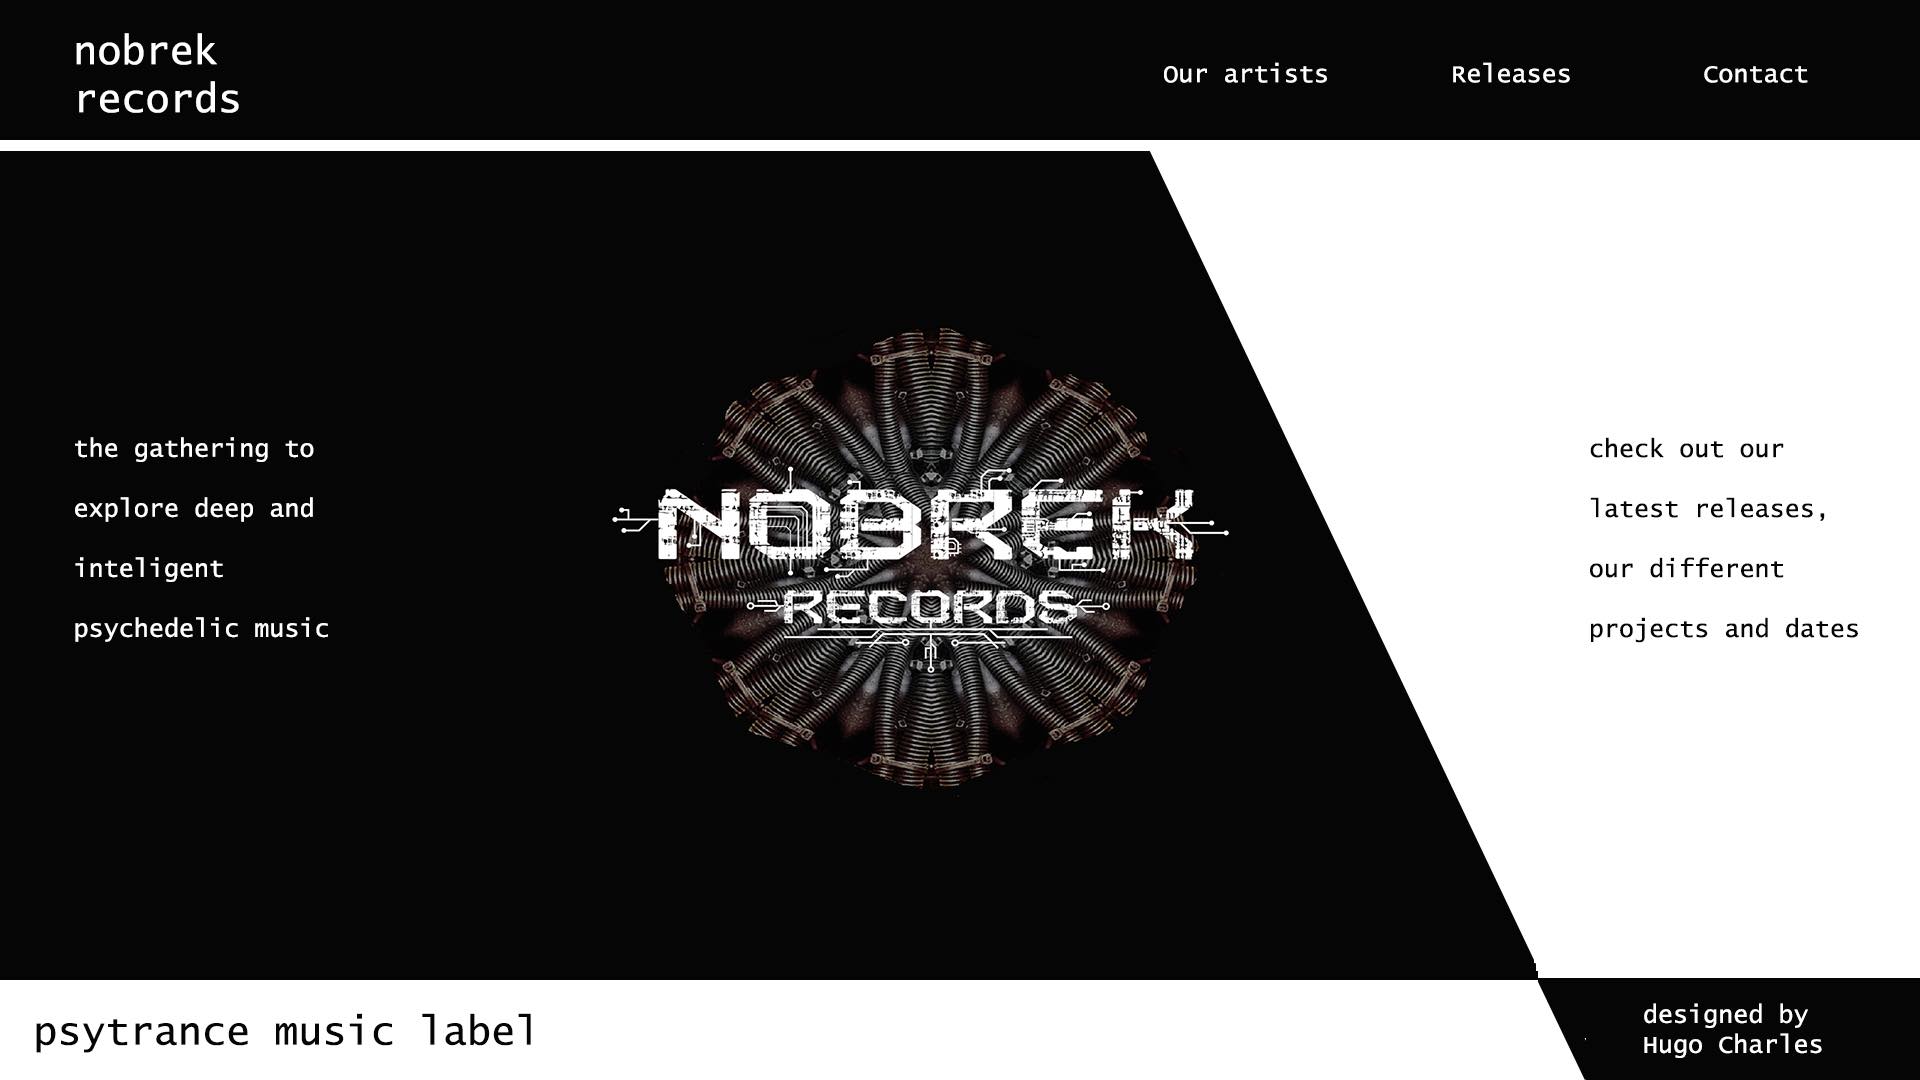 nobrek
records
Our artists
Releases
Contact
the gathering to
explore deep and
inteligent
psychedelic music
NOBREK
RECORDS
check out our
latest releases,
our different
projects and dates
psytrance music label
designed by
Hugo Charles